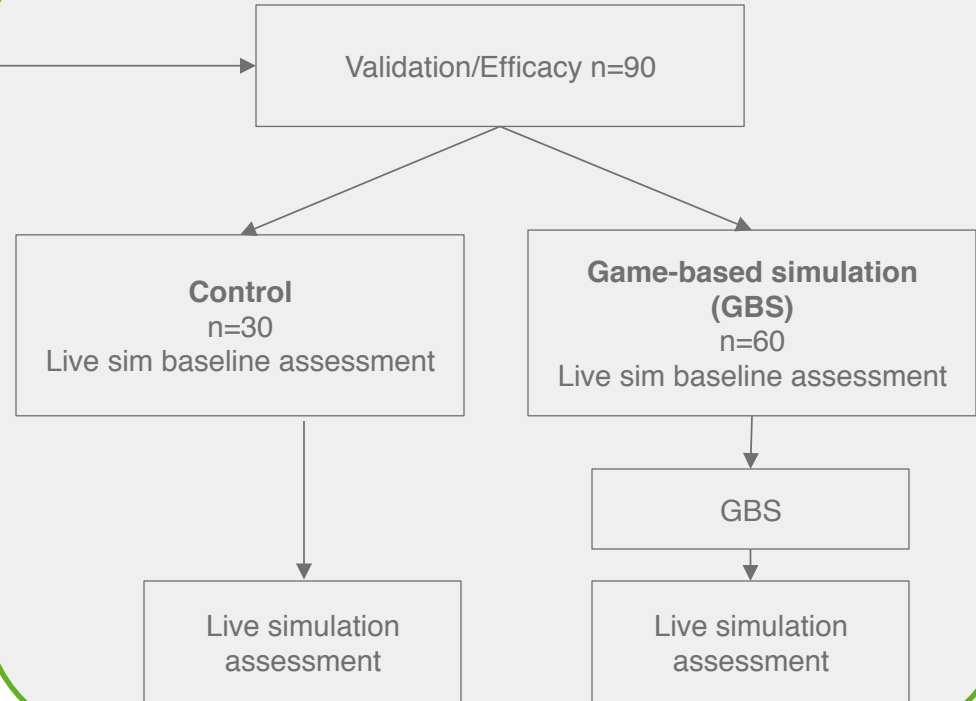 Validation/Efficacy n=90
Control
n=30
Live sim baseline assessment
Game-based simulation
(GBS)
n=60
Live sim baseline assessment
GBS
Live simulation
assessment
Live simulation
assessment